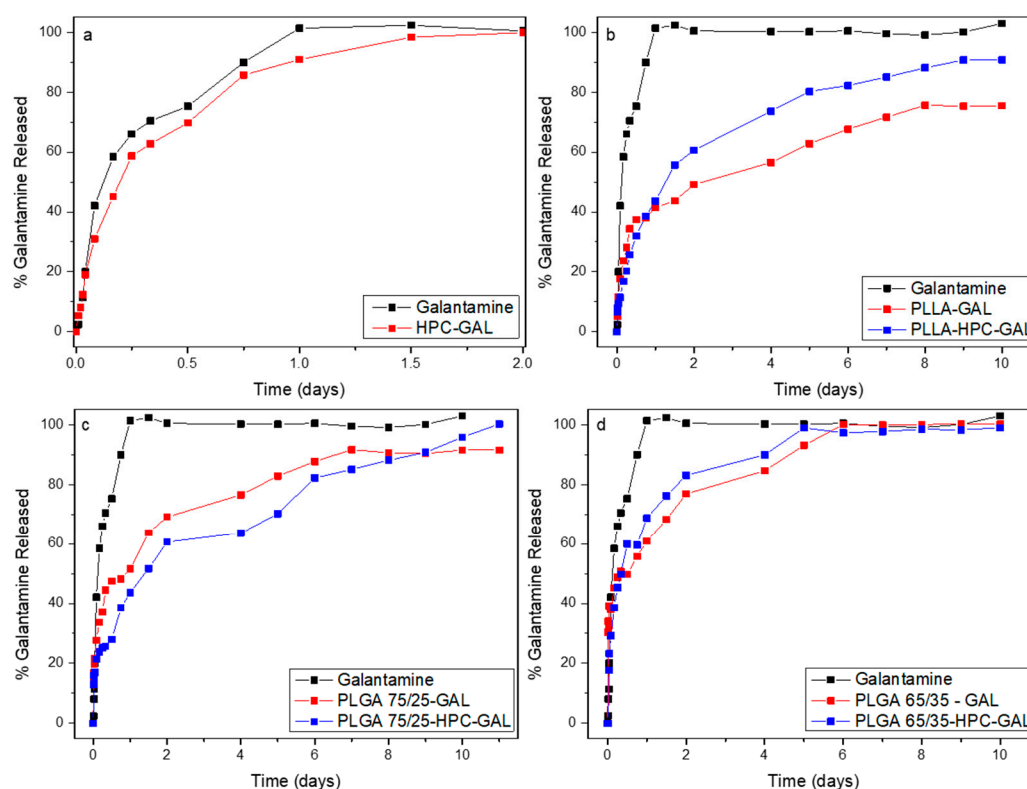 a
% Galantamine Released
100
80
60
40
20
0
0.0 0.5 1.0 1.5 2.0
Time (days)
Galantamine
HPC-GAL
b
% Galantamine Released
100
80
60
40
20
0
0 2 4 6 8 10
Time (days)
Galantamine
PLLA-GAL
PLLA-HPC-GAL
c
% Galantamine Released
100
80
60
40
20
0
0 2 4 6 8 10
Time (days)
Galantamine
PLGA 75/25-GAL
PLGA 75/25-HPC-GAL
d
% Galantamine Released
100
80
60
40
20
0
0 2 4 6 8 10
Time (days)
Galantamine
PLGA 65/35 - GAL
PLGA 65/35-HPC-GAL